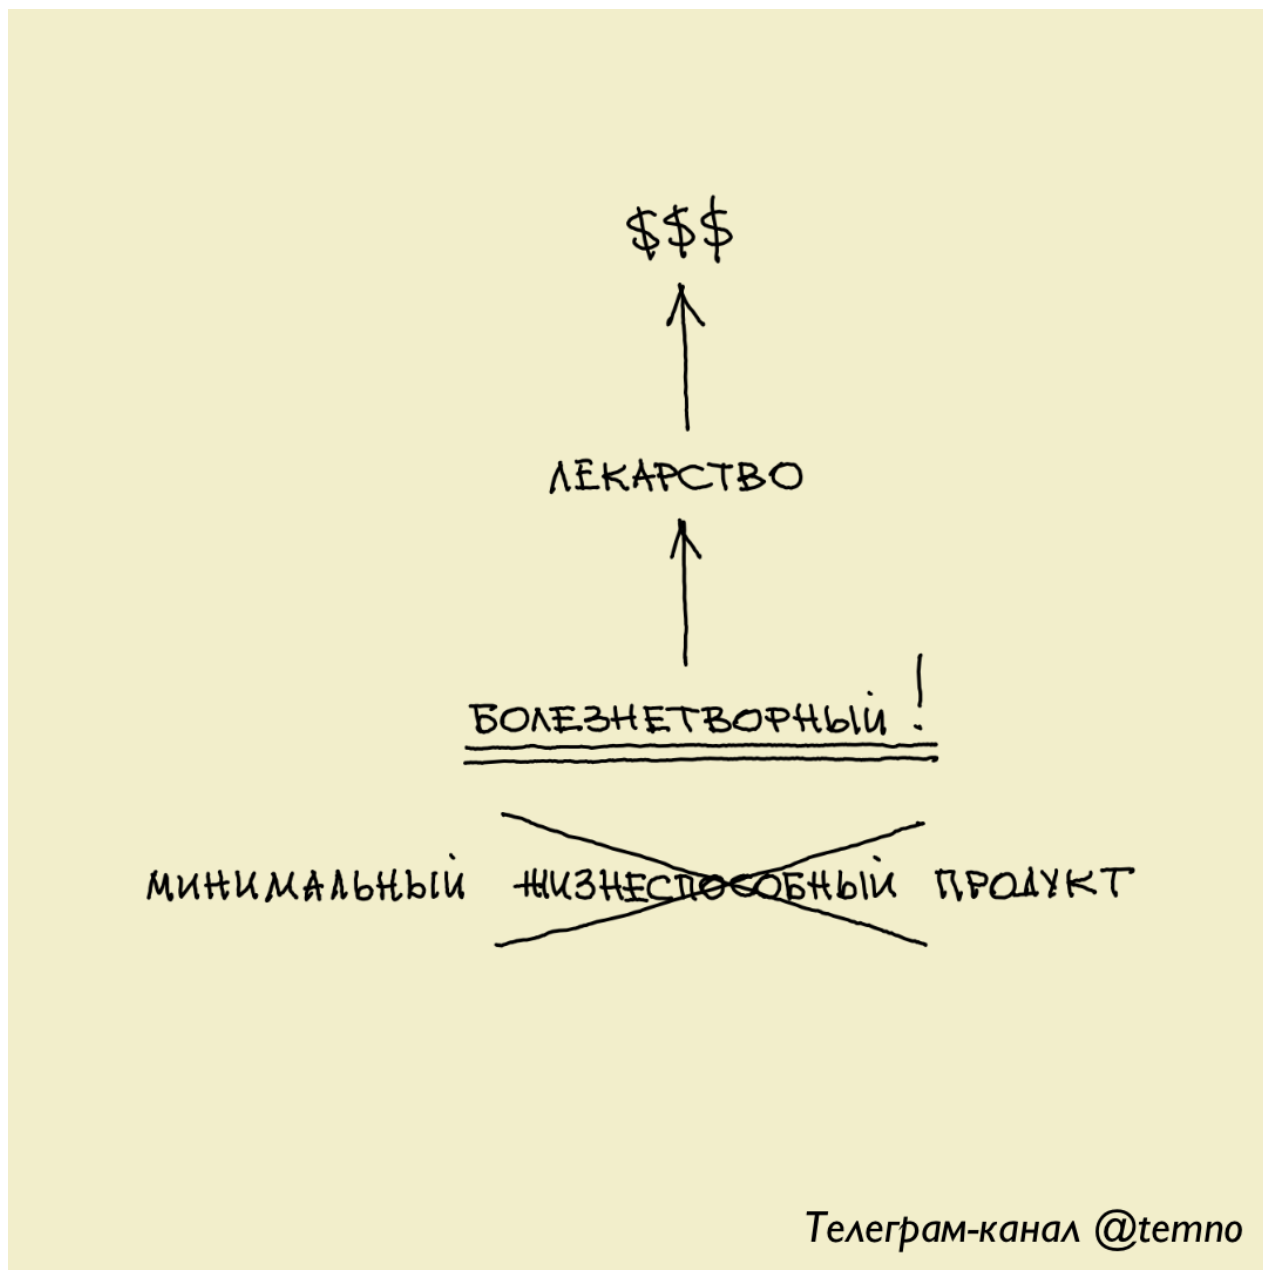 $$$
ЛЕКАРСТВО
БОЛЕЗНЕТВОРНЫЙ !
МИНИМАЛЬНЫЙ ЖИЗНЕСПОСОБНЫЙ ПРОДУКТ
Телеграм-канал @temno